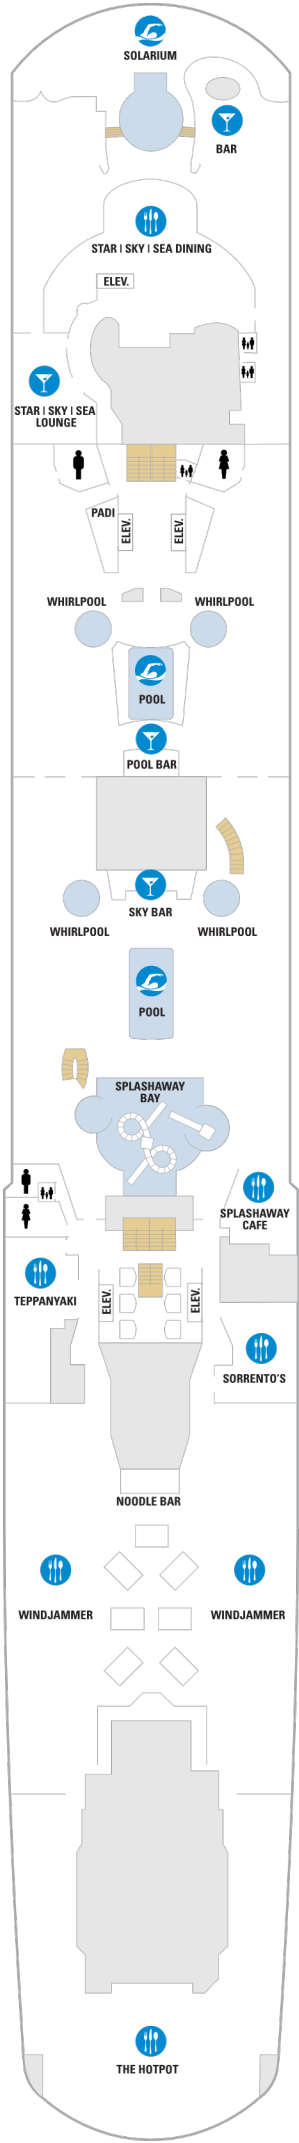 SOLARIUM
BAR
STAR | SKY | SEA DINING
ELEV.
STAR | SKY | SEA
LOUNGE
PADI
ELEV.
ELEV.
WHIRLPOOL
WHIRLPOOL
POOL
POOL BAR
SKY BAR
WHIRLPOOL
WHIRLPOOL
POOL
SPLASHAWAY
BAY
SPLASHAWAY
CAFE
TEPPANYAKI
ELEV.
ELEV.
SORRENTO'S
NOODLE BAR
WINDJAMMER
WINDJAMMER
THE HOTPOT